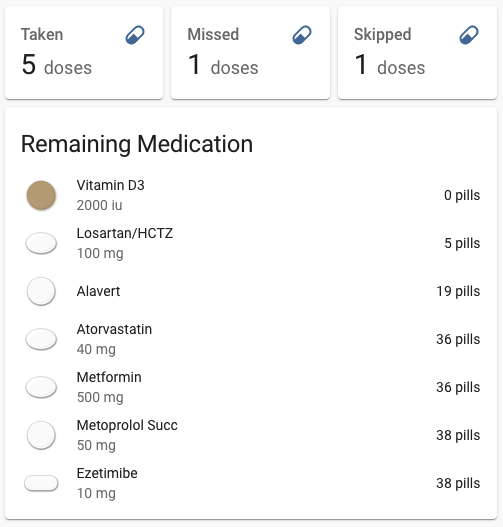 Taken
5 doses
Missed
1 doses
Skipped
1 doses
Remaining Medication
Vitamin D3
2000 iu
0 pills
Losartan/HCTZ
100 mg
5 pills
Alavert
19 pills
Atorvastatin
40 mg
36 pills
Metformin
500 mg
36 pills
Metoprolol Succ
50 mg
38 pills
Ezetimibe
10 mg
38 pills